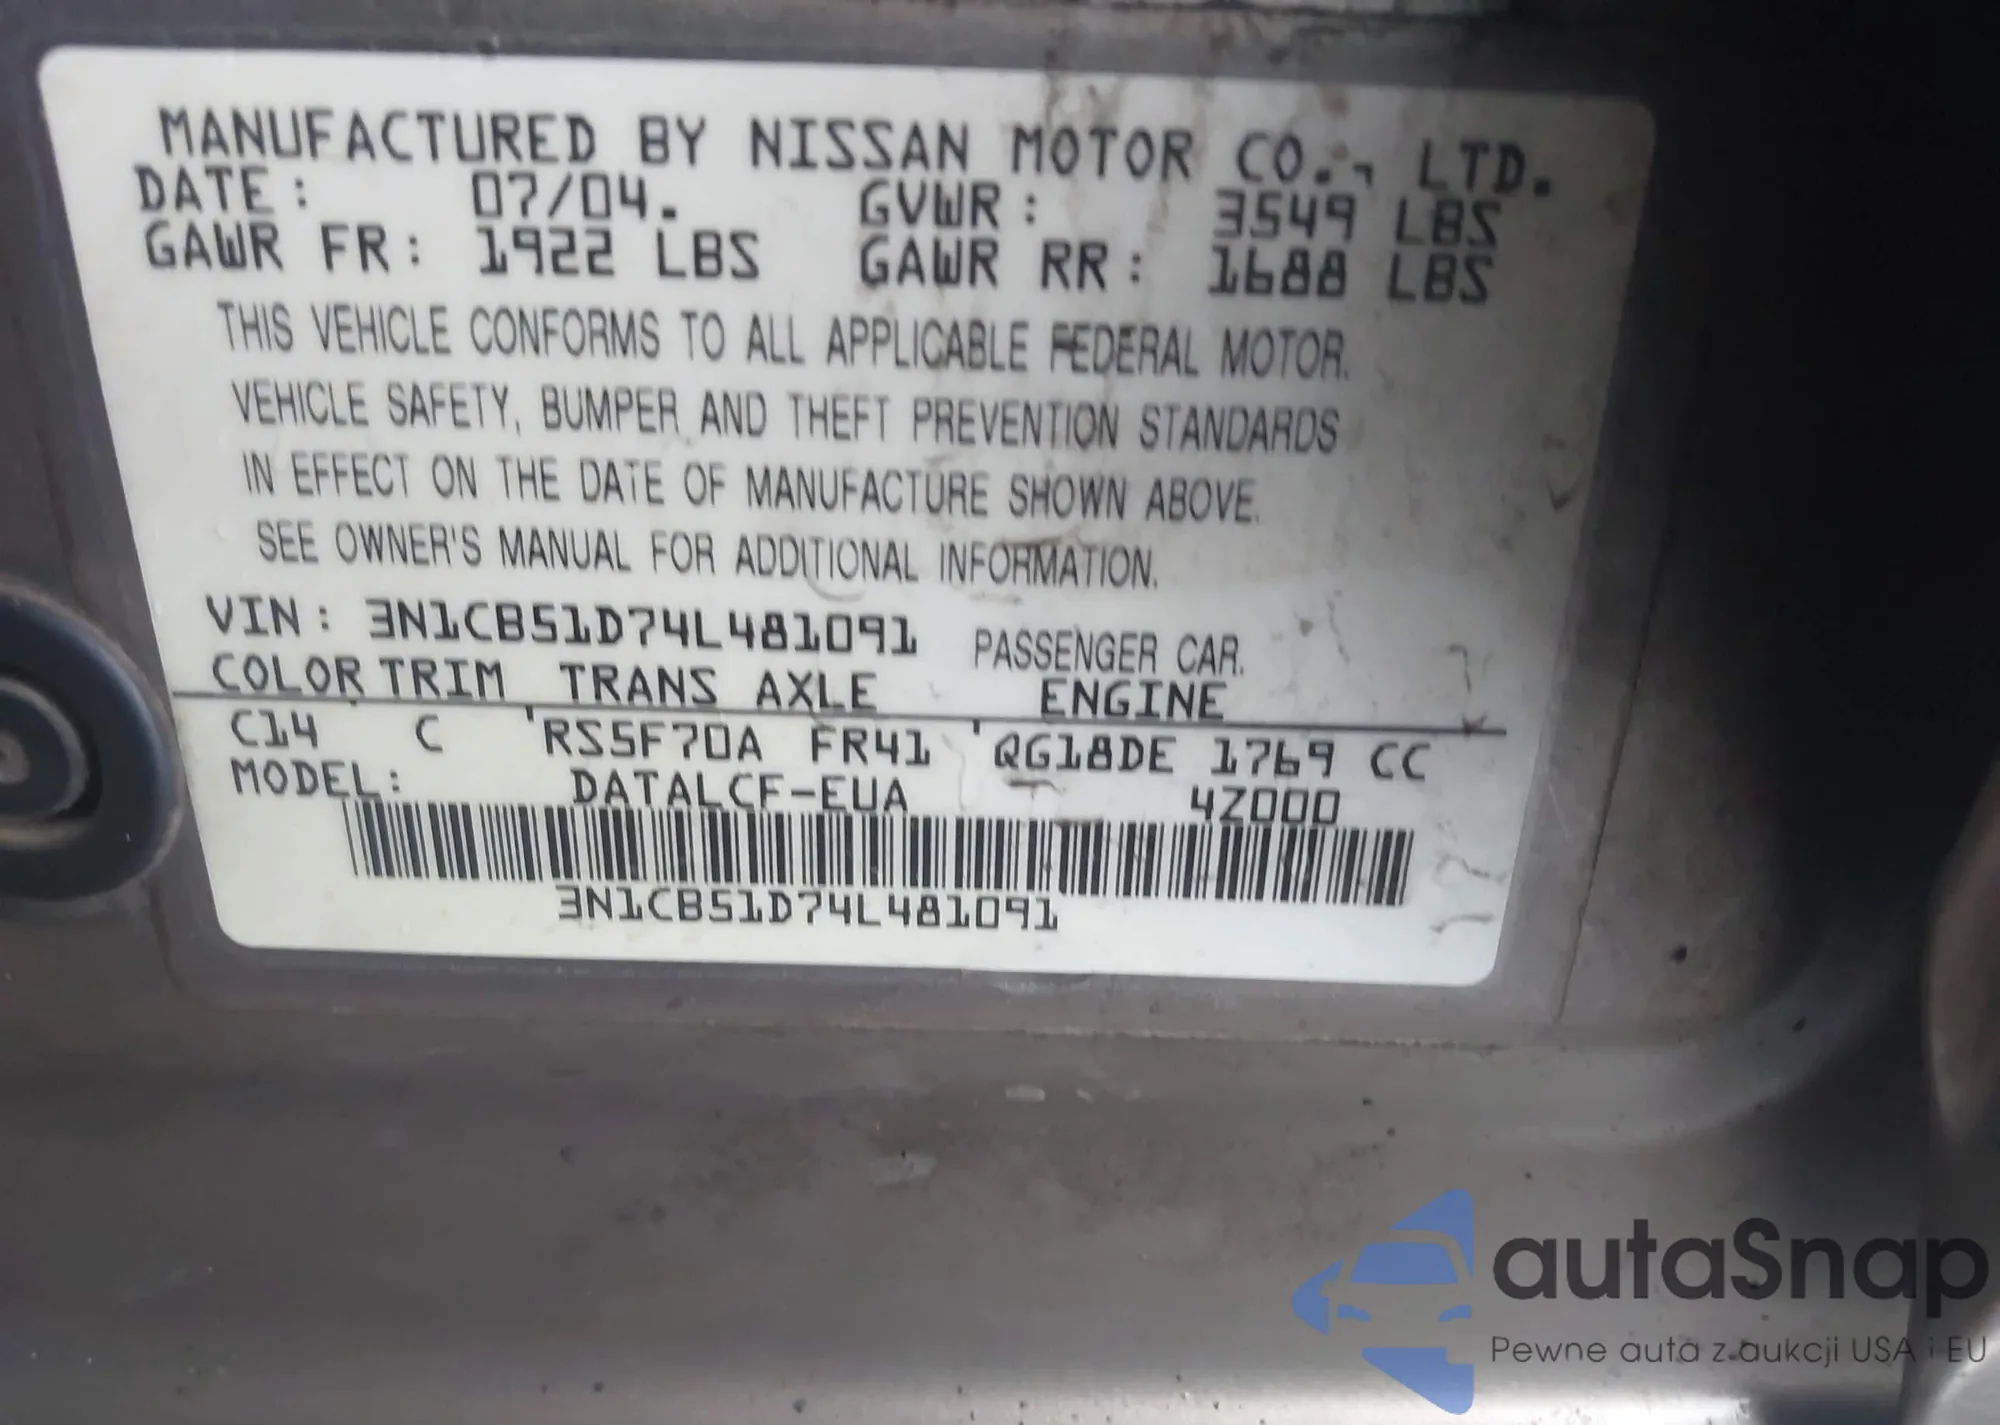 MANUFACTURED BY NISSAN MOTOR CO., LTD.
DATE: 07/04. GVWR: 3549 LBS
GAWR FR: 1922 LBS GAWR RR: 1688 LBS
THIS VEHICLE CONFORMS TO ALL APPLICABLE FEDERAL MOTOR.
VEHICLE SAFETY, BUMPER AND THEFT PREVENTION STANDARDS
IN EFFECT ON THE DATE OF MANUFACTURE SHOWN ABOVE.
SEE OWNER'S MANUAL FOR ADDITIONAL INFORMATION.
VIN: 3N1CB51D74L481091 PASSENGER CAR.
COLOR TRIM TRANS AXLE ENGINE
C14 C RS5F70A FR41 QG18DE 1769 CC
MODEL: DATALCF-EUA 4Z000
3N1CB51D74L481091
autaSnap
Pewne auta z aukcji USA i EU